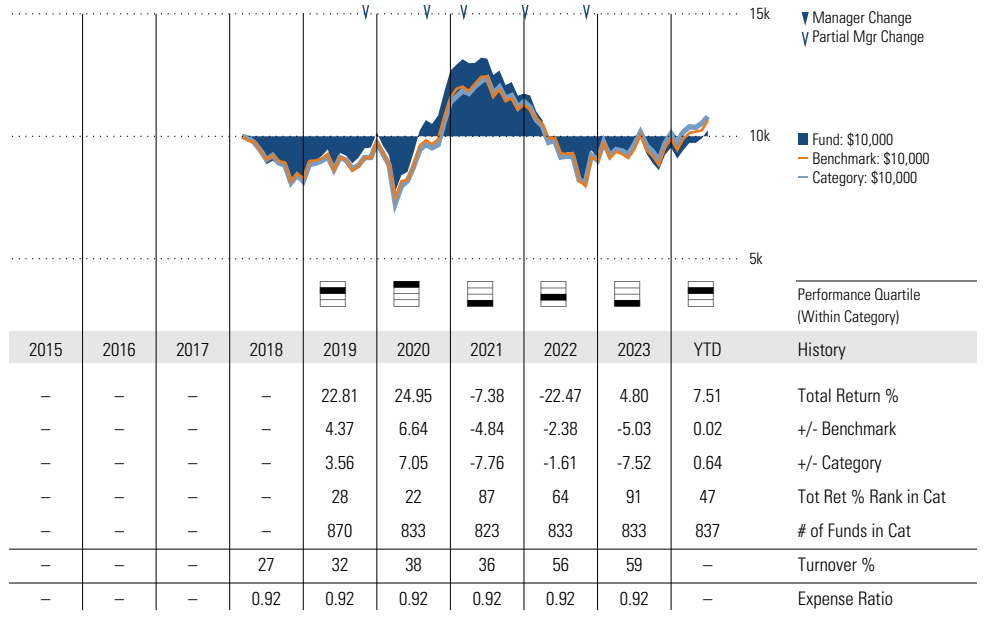 15k
▼ Manager Change
Partial Mgr Change
10k
Fund: $10,000
Benchmark: $10,000
Category: $10,000
5k
Performance Quartile
(Within Category)
2015 2016 2017 2018 2019 2020 2021 2022 2023 YTD History
– – – – 22.81 24.95 -7.38 -22.47 4.80 7.51 Total Return %
– – – – 4.37 6.64 -4.84 -2.38 -5.03 0.02 +/- Benchmark
– – – – 3.56 7.05 -7.76 -1.61 -7.52 0.64 +/- Category
– – – – 28 22 87 64 91 47 Tot Ret % Rank in Cat
– – – – 870 833 823 833 833 837 # of Funds in Cat
– – – 27 32 38 36 56 59 – Turnover %
– – – 0.92 0.92 0.92 0.92 0.92 0.92 – Expense Ratio